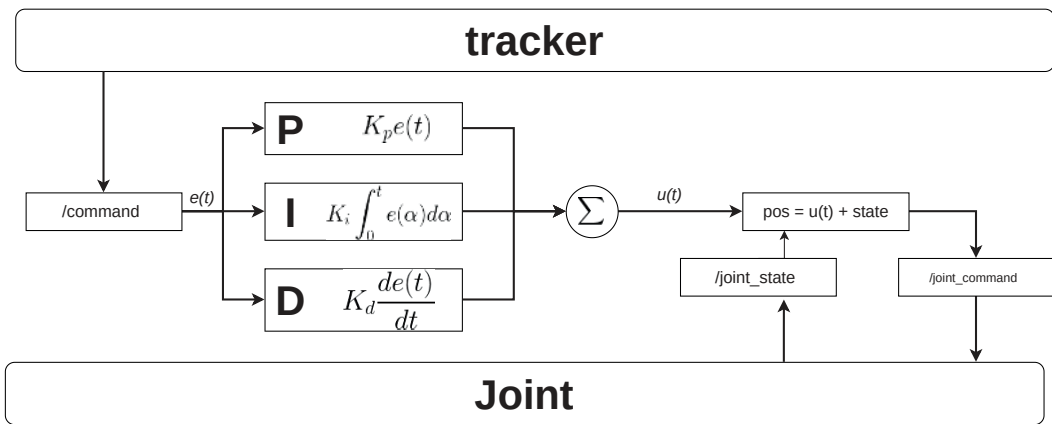 tracker
/command
e(t)
P K_p e(t)
I K_i ∫_0^t e(α)dα
D K_d de(t)/dt
∑
u(t)
pos = u(t) + state
/joint_state
/joint_command
Joint